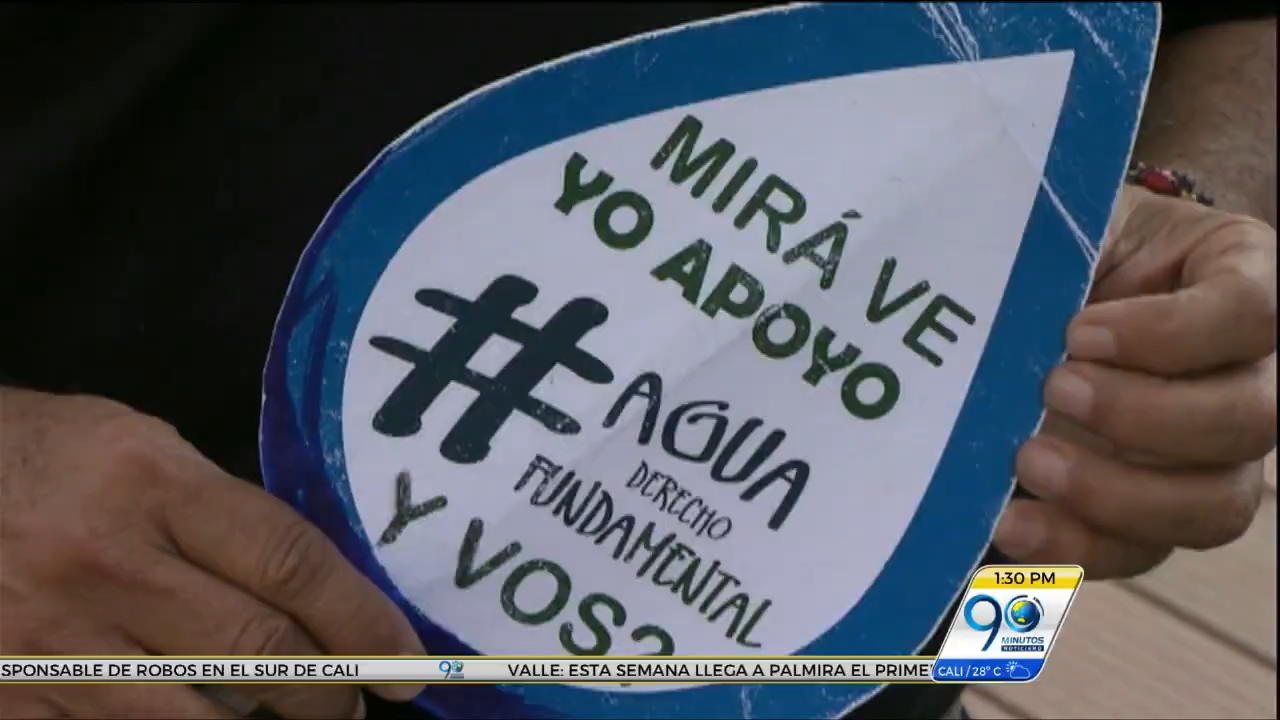 MIRÁ VE
YO APOYO
#AGUA
DERECHO
FUNDAMENTAL
Y VOS?
1:30 PM
90
MINUTOS
NOTICIERO
CALI / 28° C
SPONSABLE DE ROBOS EN EL SUR DE CALI
VALLE: ESTA SEMANA LLEGA A PALMIRA EL PRIME